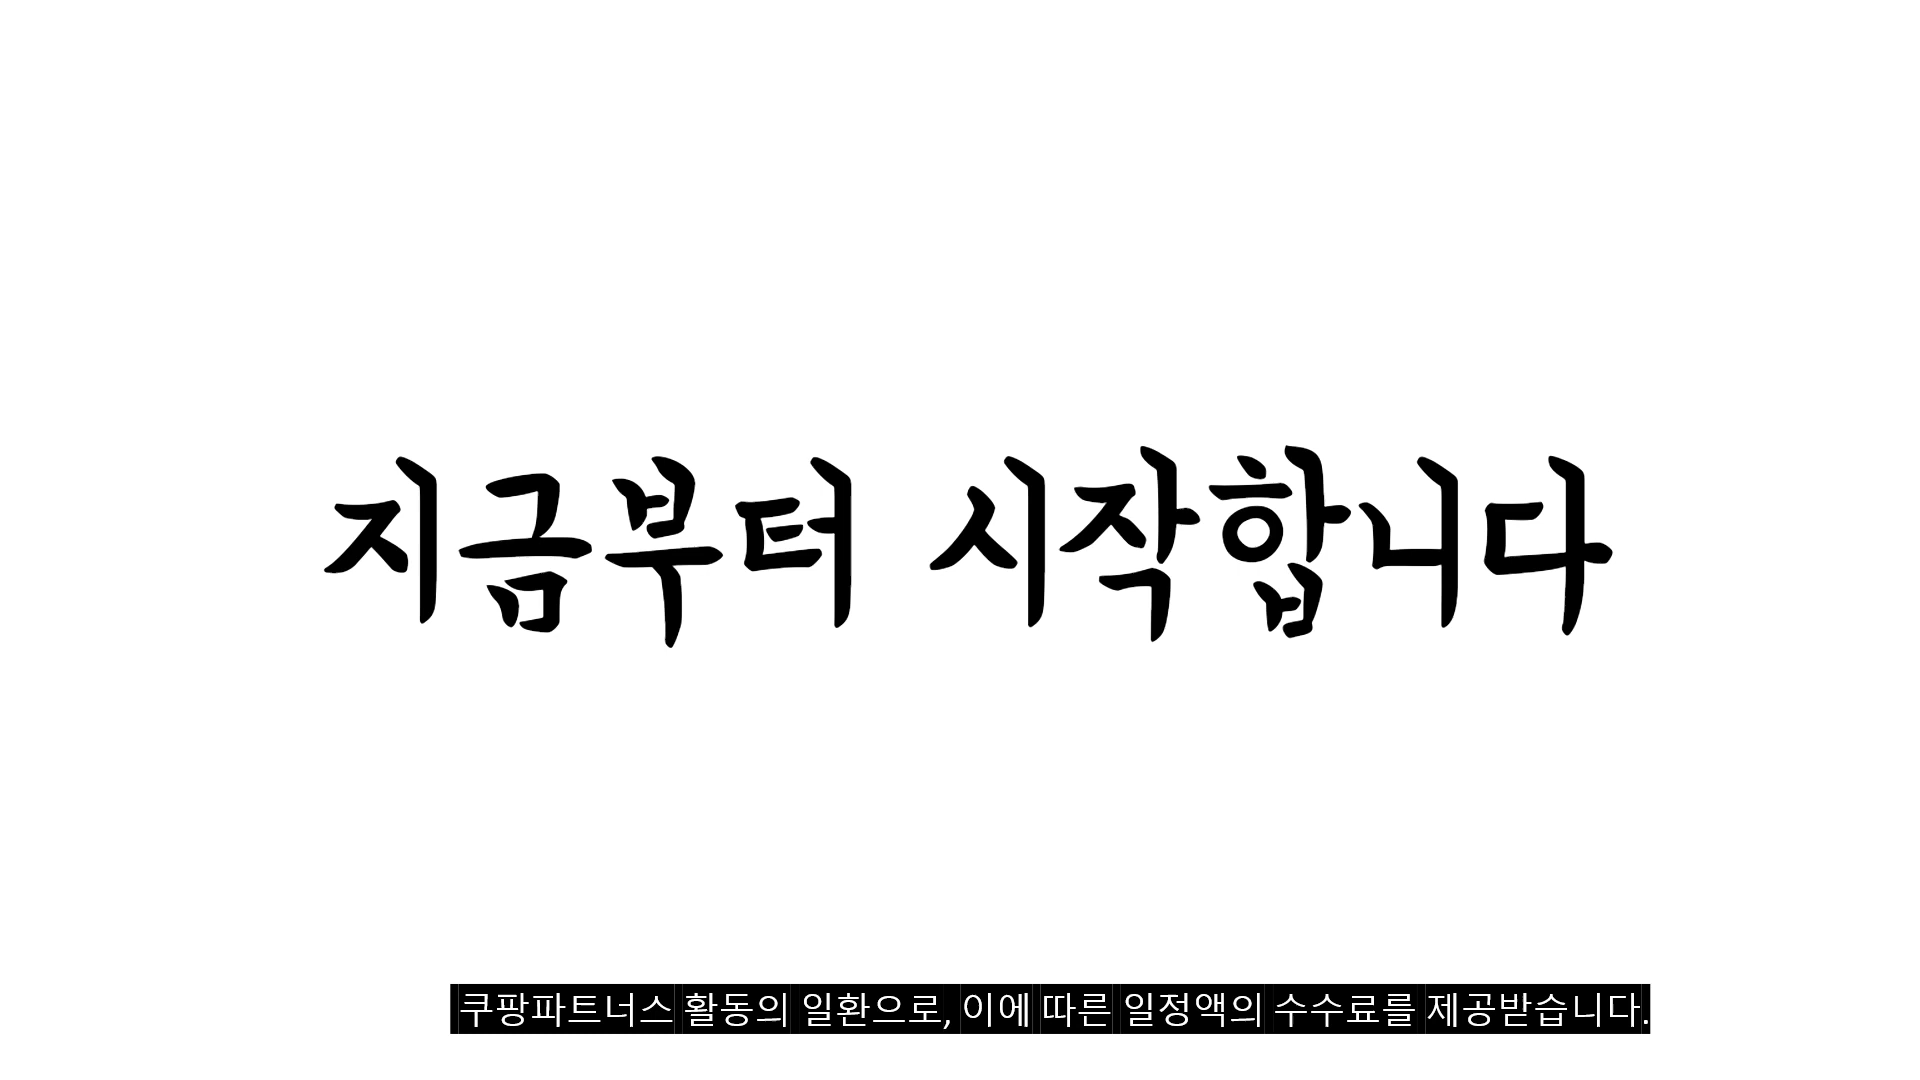 지금부터 시작합니다
쿠팡파트너스 활동의 일환으로, 이에 따른 일정액의 수수료를 제공받습니다.